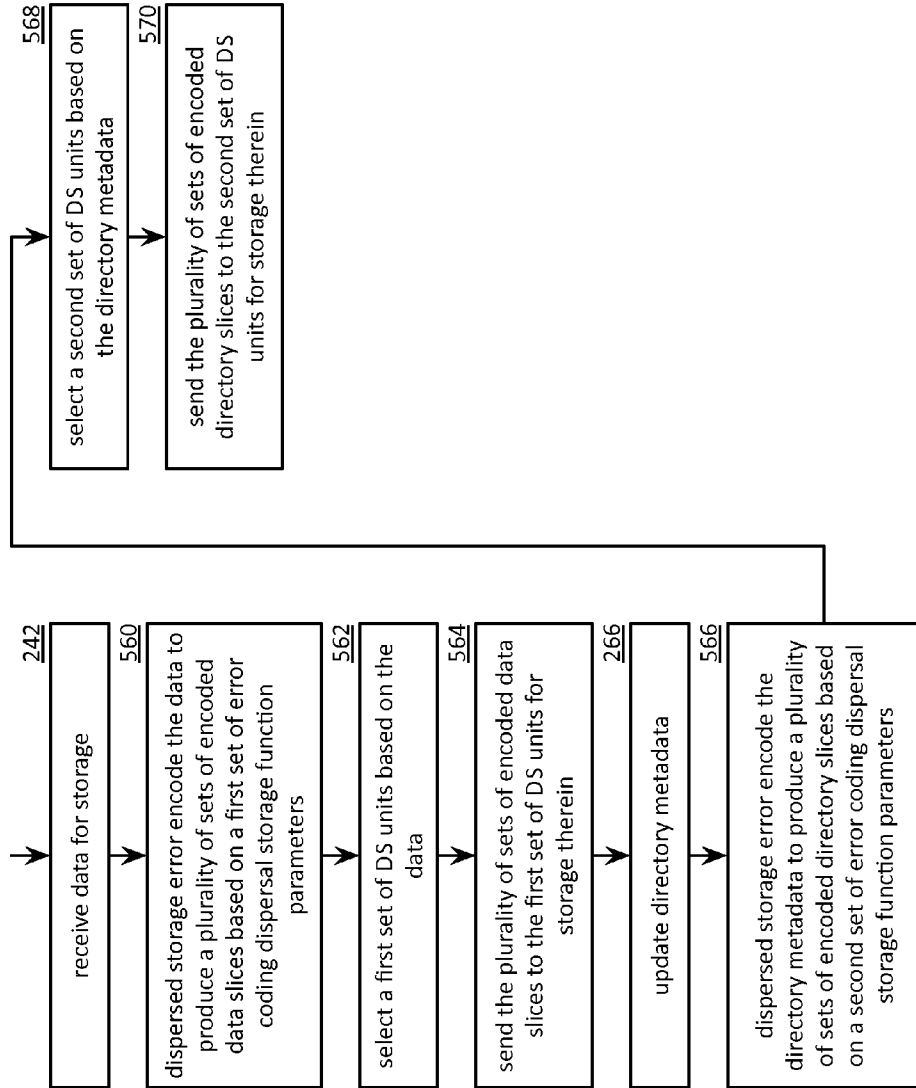 242
receive data for storage
560
dispersed storage error encode the data to
produce a plurality of sets of encoded
data slices based on a first set of error
coding dispersal storage function
parameters
562
select a first set of DS units based on the
data
564
send the plurality of sets of encoded data
slices to the first set of DS units for
storage therein
266
update directory metadata
566
dispersed storage error encode the
directory metadata to produce a plurality
of sets of encoded directory slices based
on a second set of error coding dispersal
storage function parameters
568
select a second set of DS units based on
the directory metadata
570
send the plurality of sets of encoded
directory slices to the second set of DS
units for storage therein